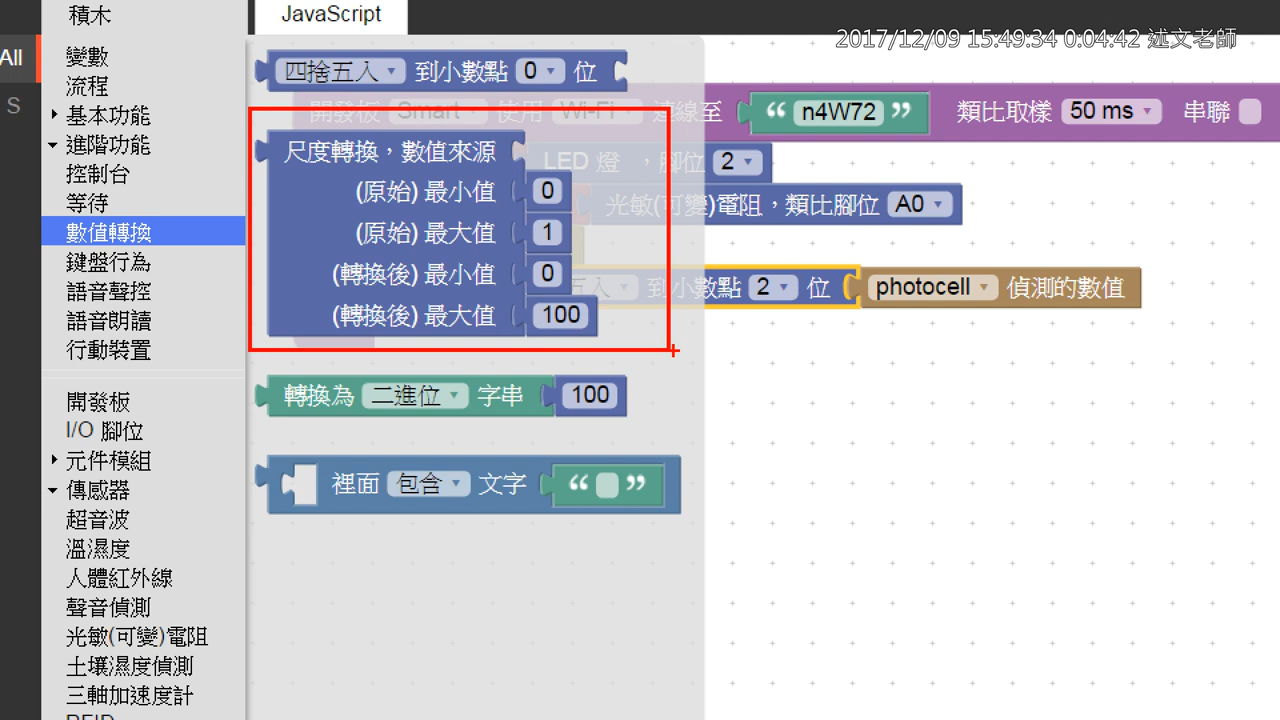 積木
JavaScript
2017/12/09 15:49:34 0:04:42 述文老師
All
S
變數
流程
基本功能
進階功能
控制台
等待
數值轉換
鍵盤行為
語音聲控
語音朗讀
行動裝置
開發板
I/O 腳位
元件模組
傳感器
超音波
溫濕度
人體紅外線
聲音偵測
光敏(可變)電阻
土壤濕度偵測
三軸加速度計
RFID
四捨五入 到小數點 0 位
開發板 Smart 使用 Wi-Fi 連線至 “ n4W72 ” 類比取樣 50 ms 串聯
LED 燈 ，腳位 2
光敏(可變)電阻，類比腳位 A0
五入 到小數點 2 位 photocell 偵測的數值
尺度轉換，數值來源
(原始) 最小值 0
(原始) 最大值 1
(轉換後) 最小值 0
(轉換後) 最大值 100
轉換為 二進位 字串 100
裡面 包含 文字 “ ”